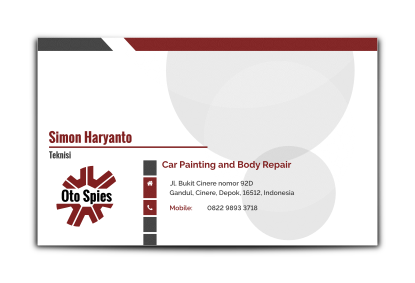 Simon Haryanto
Teknisi
Oto Spies
Car Painting and Body Repair
Jl. Bukit Cinere nomor 92D
Gandul, Cinere, Depok, 16512, Indonesia
Mobile: 0822 9893 3718